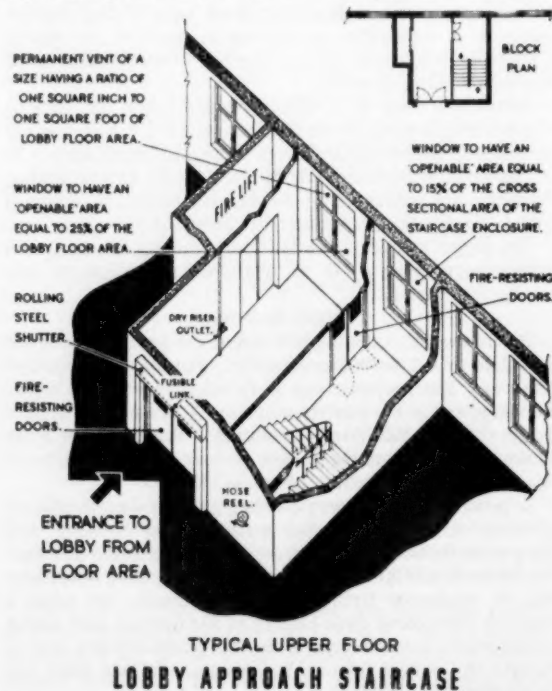 BLOCK
PLAN
PERMANENT VENT OF A
SIZE HAVING A RATIO OF
ONE SQUARE INCH TO
ONE SQUARE FOOT OF
LOBBY FLOOR AREA.
WINDOW TO HAVE AN
'OPENABLE' AREA
EQUAL TO 25% OF THE
LOBBY FLOOR AREA.
ROLLING
STEEL
SHUTTER.
FIRE-
RESISTING
DOORS.
ENTRANCE TO
LOBBY FROM
FLOOR AREA
FIRE LIFT
DRY RISER
OUTLET.
FUSIBLE
LINK.
HOSE
REEL.
WINDOW TO HAVE AN
'OPENABLE' AREA EQUAL
TO 15% OF THE CROSS
SECTIONAL AREA OF THE
STAIRCASE ENCLOSURE.
FIRE-RESISTING
DOORS.
TYPICAL UPPER FLOOR
LOBBY APPROACH STAIRCASE